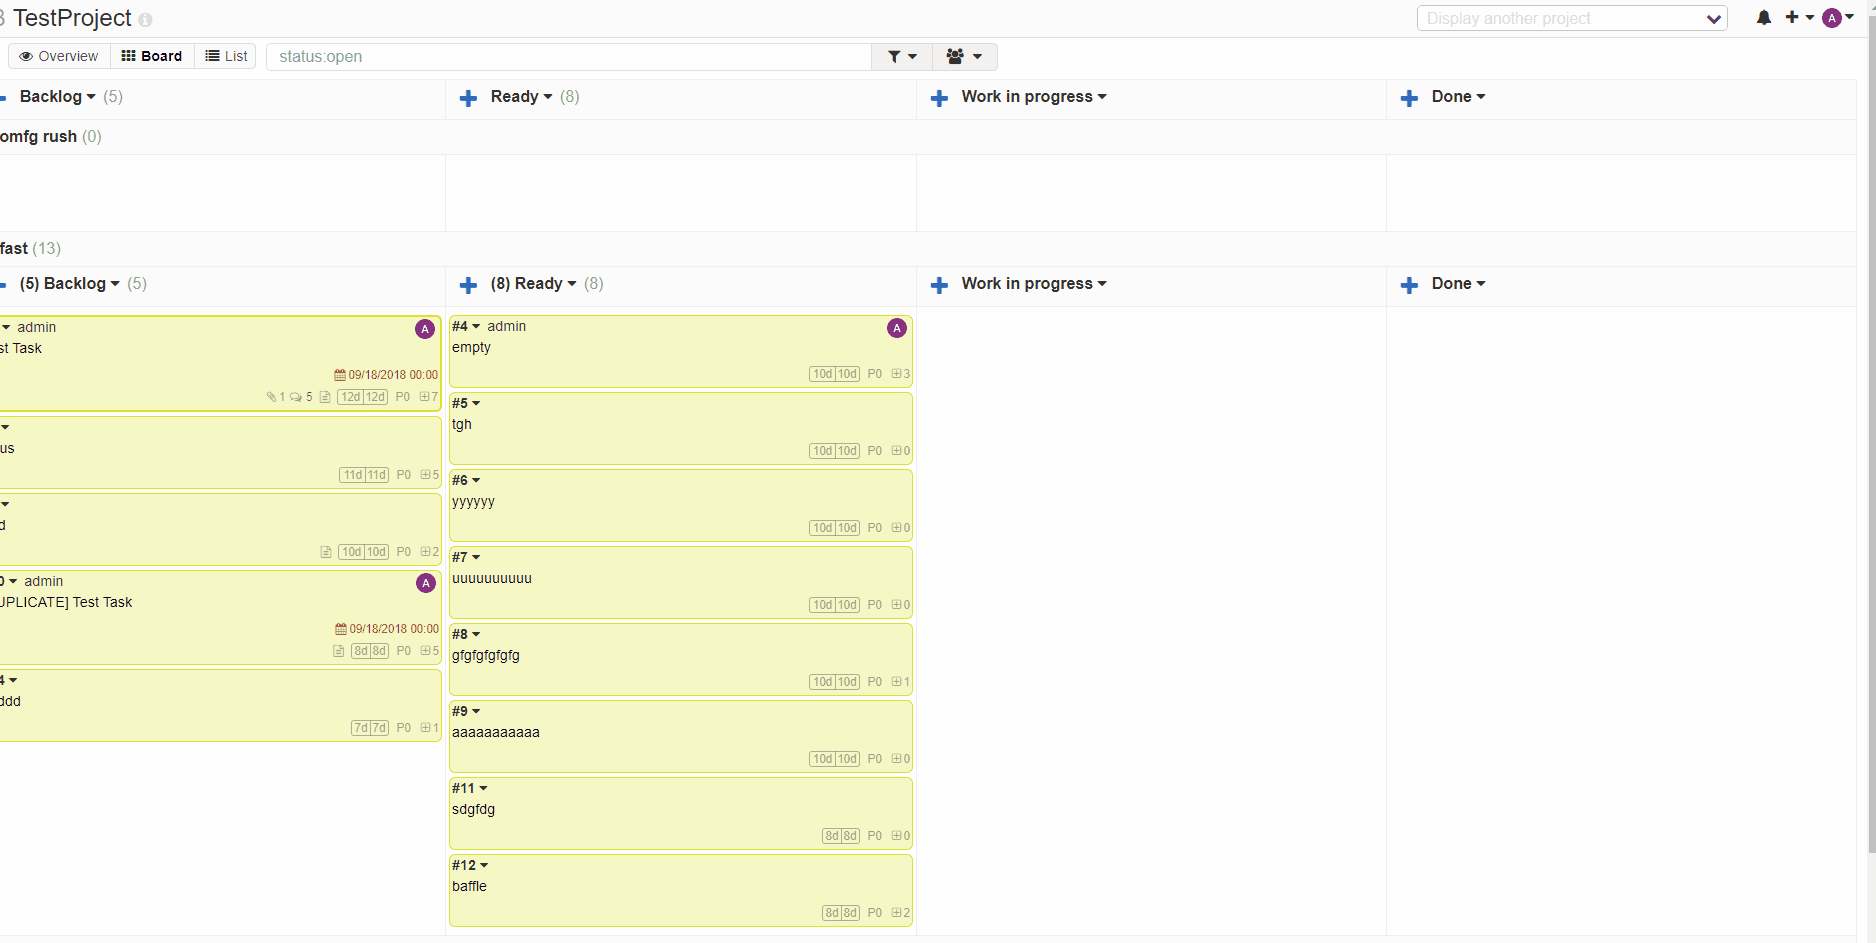 TestProject
Display another project
A
Overview Board List status:open
Backlog (5) Ready (8) Work in progress Done
omfg rush (0)
fast (13)
(5) Backlog (5) (8) Ready (8) Work in progress Done
admin A
st Task
09/18/2018 00:00
1 5 12d 12d P0 7
us
11d 11d P0 5
d
10d 10d P0 2
0 admin A
UPLICATE] Test Task
09/18/2018 00:00
8d 8d P0 5
4
ddd
7d 7d P0 1
#4 admin A
empty
10d 10d P0 3
#5
tgh
10d 10d P0 0
#6
yyyyyy
10d 10d P0 0
#7
uuuuuuuuuu
10d 10d P0 0
#8
gfgfgfgfgfg
10d 10d P0 1
#9
aaaaaaaaaaa
10d 10d P0 0
#11
sdgfdg
8d 8d P0 0
#12
baffle
8d 8d P0 2